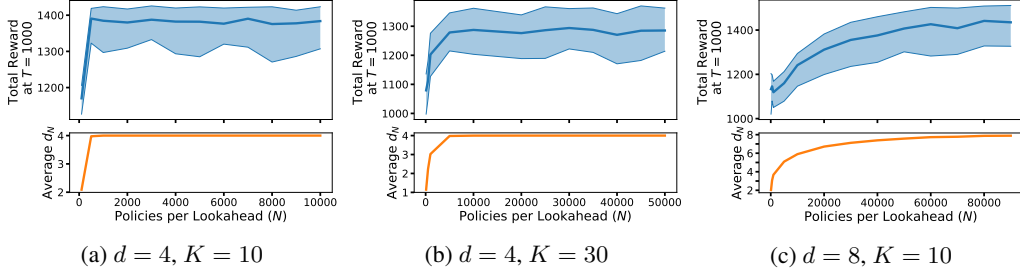 Total Reward
at T = 1000
1400
1300
1200
Average d_N
4
3
2
0 2000 4000 6000 8000 10000
Policies per Lookahead (N)
(a) d = 4, K = 10
Total Reward
at T = 1000
1300
1200
1100
1000
Average d_N
4
3
2
1
0 10000 20000 30000 40000 50000
Policies per Lookahead (N)
(b) d = 4, K = 30
Total Reward
at T = 1000
1400
1200
1000
Average d_N
8
6
4
2
0 20000 40000 60000 80000
Policies per Lookahead (N)
(c) d = 8, K = 10